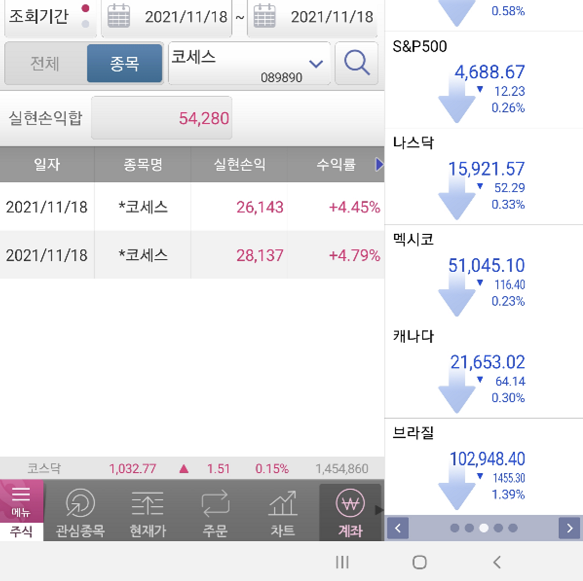 조회기간 2021/11/18 ~ 2021/11/18
전체 종목 코세스 089890
실현손익합 54,280
일자 종목명 실현손익 수익률
2021/11/18 *코세스 26,143 +4.45%
2021/11/18 *코세스 28,137 +4.79%
코스닥 1,032.77 ▲ 1.51 0.15% 1,454,860
메뉴
주식 관심종목 현재가 주문 차트 계좌
0.58%
S&P500
4,688.67
▼ 12.23
0.26%
나스닥
15,921.57
▼ 52.29
0.33%
멕시코
51,045.10
▼ 116.40
0.23%
캐나다
21,653.02
▼ 64.14
0.30%
브라질
102,948.40
▼ 1455.30
1.39%